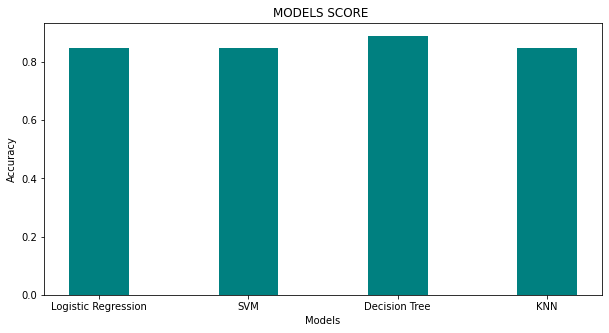 MODELS SCORE
Accuracy
0.8
0.6
0.4
0.2
0.0
Logistic Regression SVM Decision Tree KNN
Models